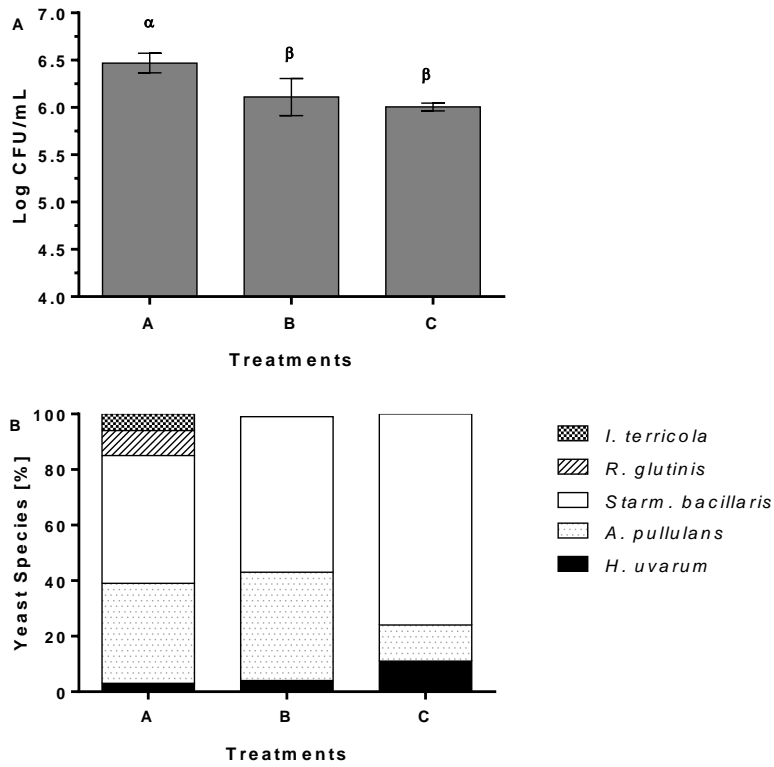 A
Log CFU/mL
6.5
7.0
6.0
5.5
5.0
4.5
4.0
α
β
β
A
B
C
Treatments
B
Yeast Species [%]
100
80
60
40
20
0
A
B
C
Treatments
I. terricola
R. glutinis
Starm. bacillaris
A. pullulans
H. uvarum